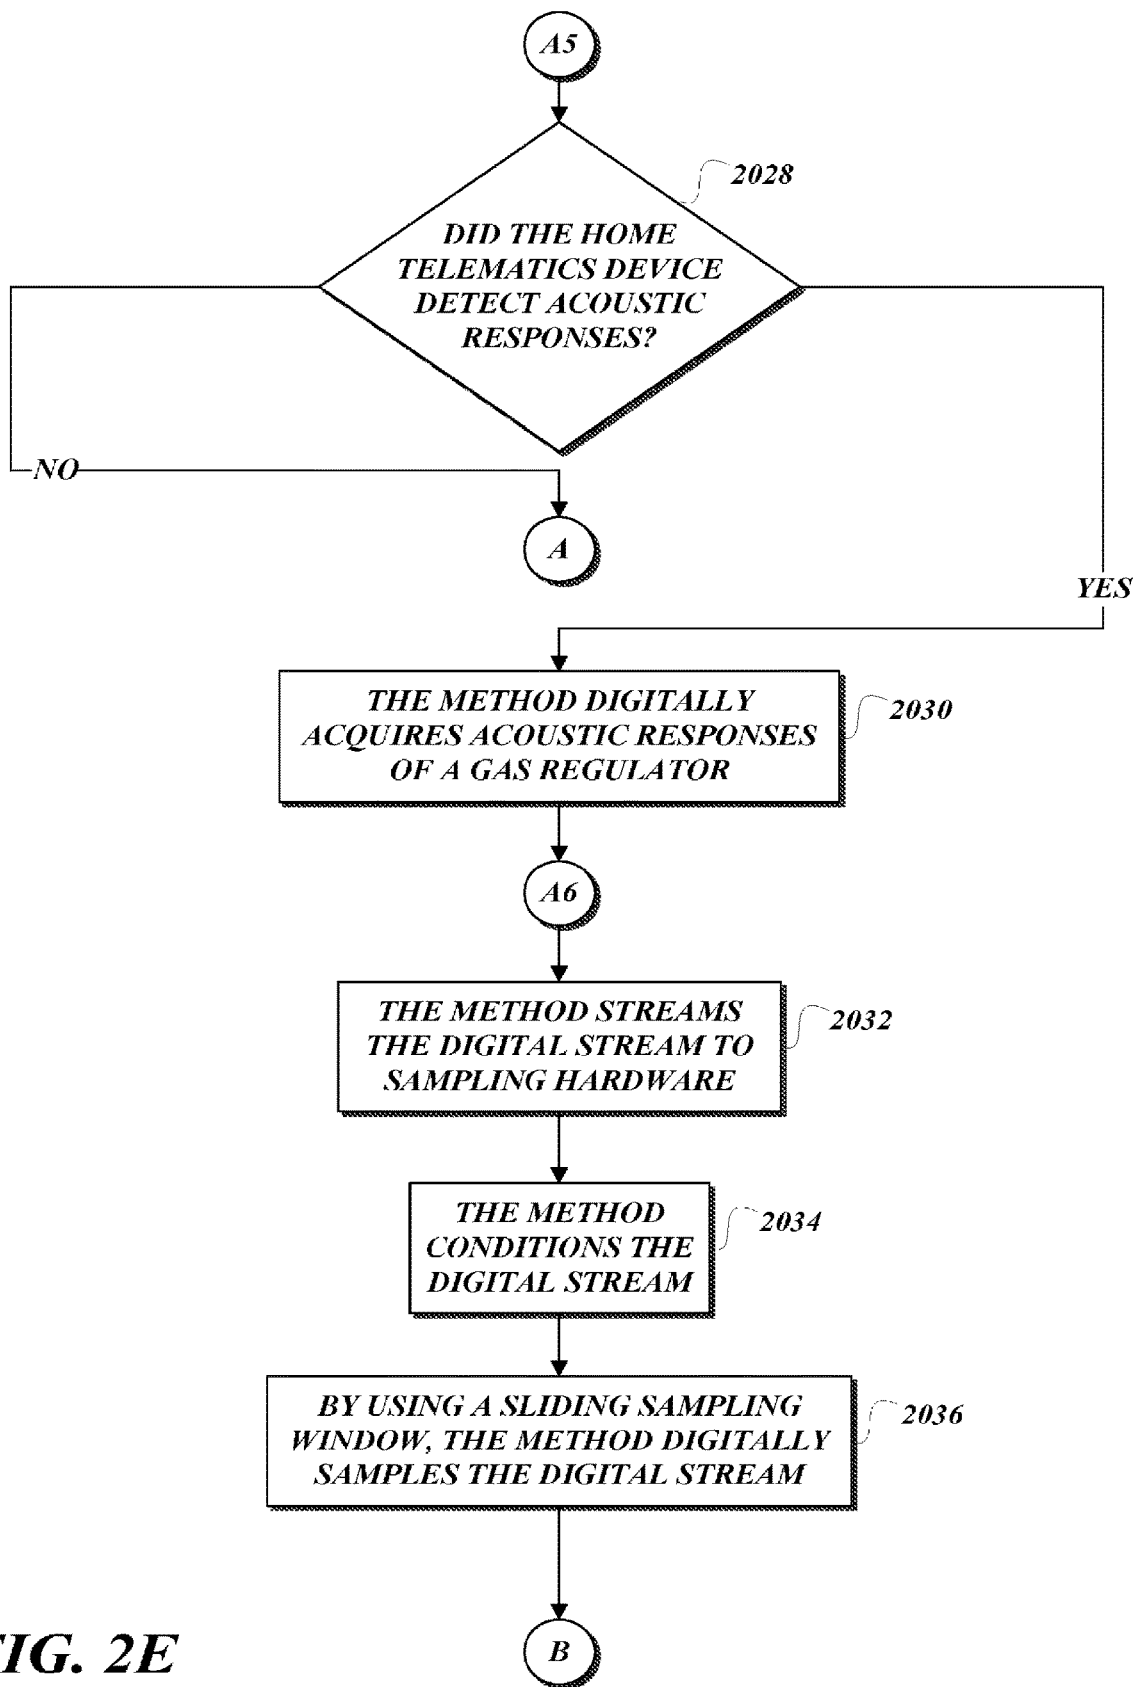 A5
2028
DID THE HOME
TELEMATICS DEVICE
DETECT ACOUSTIC
RESPONSES?
NO
A
YES
THE METHOD DIGITALLY
ACQUIRES ACOUSTIC RESPONSES
OF A GAS REGULATOR
2030
A6
THE METHOD STREAMS
THE DIGITAL STREAM TO
SAMPLING HARDWARE
2032
THE METHOD
CONDITIONS THE
DIGITAL STREAM
2034
BY USING A SLIDING SAMPLING
WINDOW, THE METHOD DIGITALLY
SAMPLES THE DIGITAL STREAM
2036
B
FIG. 2E